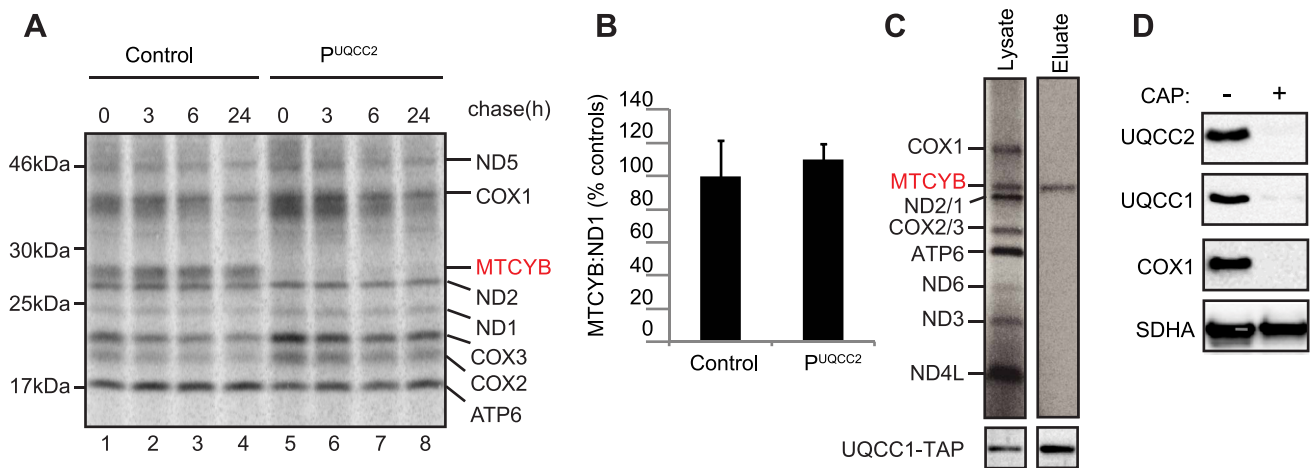 A
Control
P^UQCC2
0 3 6 24 0 3 6 24 chase(h)
46kDa
30kDa
25kDa
17kDa
ND5
COX1
MTCYB
ND2
ND1
COX3
COX2
ATP6
1 2 3 4 5 6 7 8
B
MTCYB:ND1 (% controls)
140
120
100
80
60
40
20
0
Control
P^UQCC2
C
Lysate
Eluate
COX1
MTCYB
ND2/1
COX2/3
ATP6
ND6
ND3
ND4L
UQCC1-TAP
D
CAP: - +
UQCC2
UQCC1
COX1
SDHA